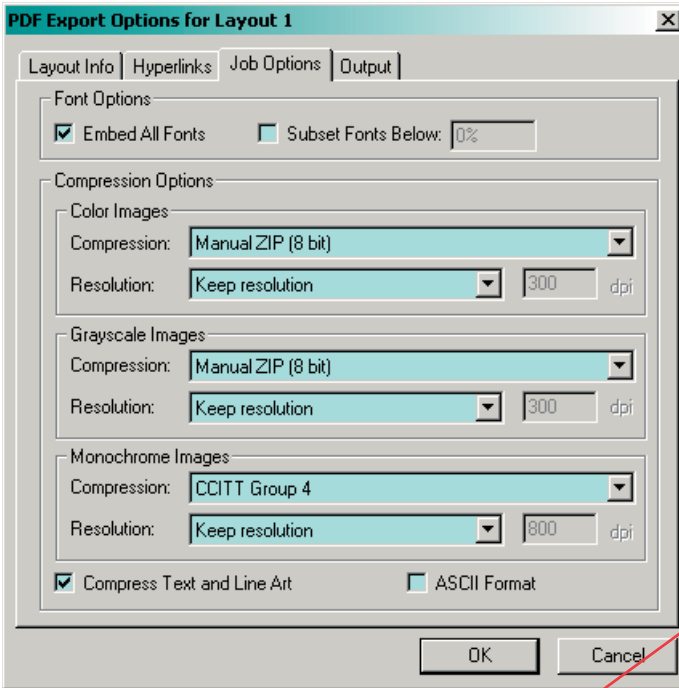 PDF Export Options for Layout 1
Layout Info Hyperlinks Job Options Output
Font Options
Embed All Fonts Subset Fonts Below: 0%
Compression Options
Color Images
Compression: Manual ZIP (8 bit)
Resolution: Keep resolution 300 dpi
Grayscale Images
Compression: Manual ZIP (8 bit)
Resolution: Keep resolution 300 dpi
Monochrome Images
Compression: CCITT Group 4
Resolution: Keep resolution 800 dpi
Compress Text and Line Art ASCII Format
OK Cancel